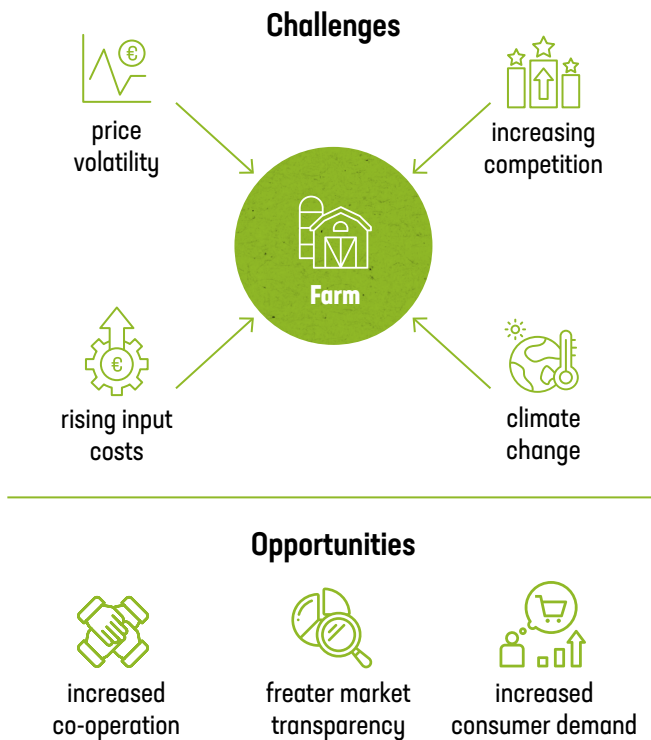 Challenges
€
price
volatility
increasing
competition
Farm
€
rising input
costs
climate
change
Opportunities
increased
co-operation
freater market
transparency
increased
consumer demand